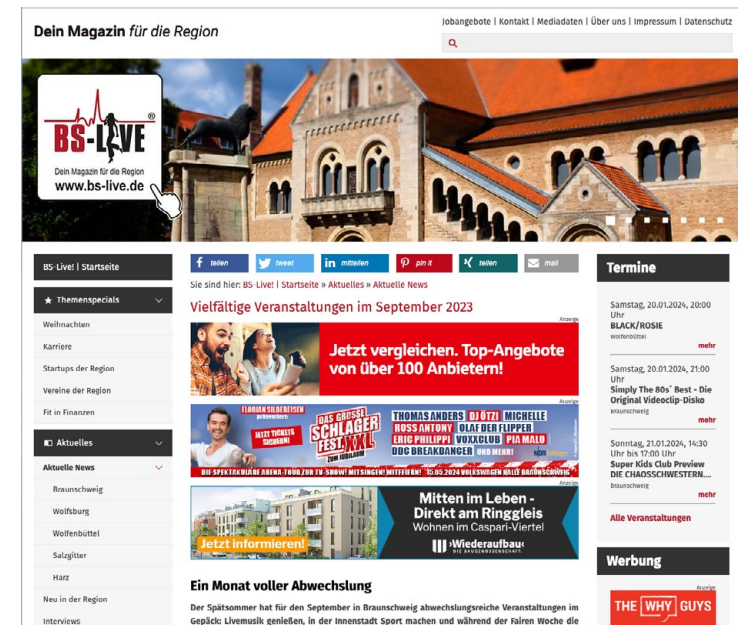 Dein Magazin für die Region
Jobangebote | Kontakt | Mediadaten | Über uns | Impressum | Datenschutz
BS-LIVE ®
Dein Magazin für die Region
www.bs-live.de
BS-Live! | Startseite
Themenspecials
Weihnachten
Karriere
Startups der Region
Vereine der Region
Fit in Finanzen
Aktuelles
Aktuelle News
Braunschweig
Wolfsburg
Wolfenbüttel
Salzgitter
Harz
Neu in der Region
Interviews
teilen tweet mitteilen pin it teilen mail
Sie sind hier: BS-Live! | Startseite » Aktuelles » Aktuelle News
Vielfältige Veranstaltungen im September 2023
Anzeige
Jetzt vergleichen. Top-Angebote
von über 100 Anbietern!
Anzeige
FLORIAN SILBEREISEN
präsentiert:
JETZT TICKETS
SICHERN!
DAS GROSSE
SCHLAGER
FEST.XXL
ZUM JUBILÄUM
THOMAS ANDERS DJ ÖTZI MICHELLE
ROSS ANTONY OLAF DER FLIPPER
ERIC PHILIPPI VOXXCLUB PIA MALO
DDC BREAKDANCER UND MEHR!
DIE SPEKTAKULÄRE ARENA-TOUR ZUR TV-SHOW! MITSINGEN! MITFEIERN! 15.05.2024 VOLKSWAGEN HALLE BRAUNSCHWEIG
Anzeige
Jetzt informieren!
Mitten im Leben -
Direkt am Ringgleis
Wohnen im Caspari-Viertel
›Wiederaufbau‹
DIE BAUGENOSSENSCHAFT.
Ein Monat voller Abwechslung
Der Spätsommer hat für den September in Braunschweig abwechslungsreiche Veranstaltungen im
Gepäck: Livemusik genießen, in der Innenstadt Sport machen und während der Fairen Woche die
Termine
Samstag, 20.01.2024, 20:00
Uhr
BLACK/ROSIE
Wolfenbüttel
mehr
Samstag, 20.01.2024, 21:00
Uhr
Simply The 80s´ Best - Die
Original Videoclip-Disko
Braunschweig
mehr
Sonntag, 21.01.2024, 14:30
Uhr bis 17:00 Uhr
Super Kids Club Preview
DIE CHAOSSCHWESTERN....
Braunschweig
mehr
Alle Veranstaltungen
Werbung
Anzeige
THE WHY GUYS